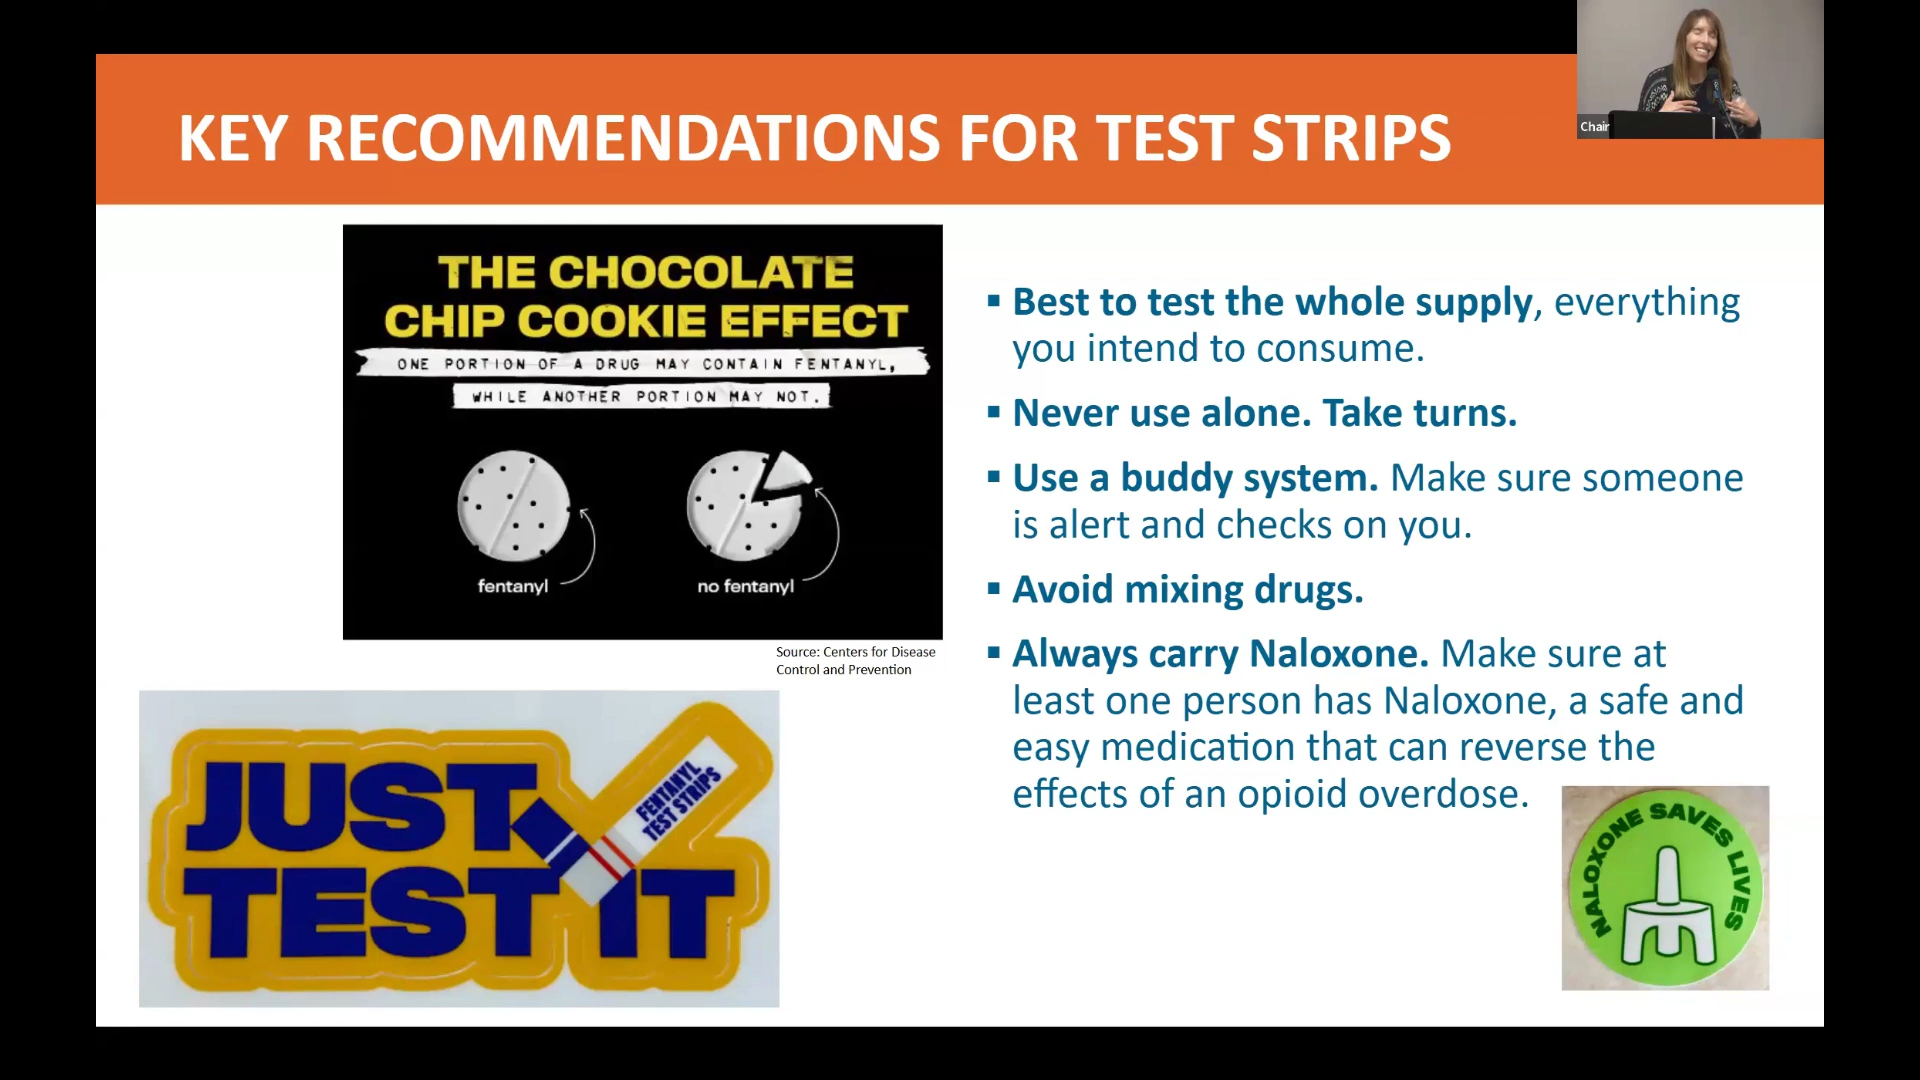 Chair
KEY RECOMMENDATIONS FOR TEST STRIPS
THE CHOCOLATE
CHIP COOKIE EFFECT
ONE PORTION OF A DRUG MAY CONTAIN FENTANYL,
WHILE ANOTHER PORTION MAY NOT.
fentanyl
no fentanyl
Source: Centers for Disease
Control and Prevention
JUST
TEST IT
FENTANYL
TEST STRIPS
▪ Best to test the whole supply, everything
you intend to consume.
▪ Never use alone. Take turns.
▪ Use a buddy system. Make sure someone
is alert and checks on you.
▪ Avoid mixing drugs.
▪ Always carry Naloxone. Make sure at
least one person has Naloxone, a safe and
easy medication that can reverse the
effects of an opioid overdose.
NALOXONE SAVES LIVES